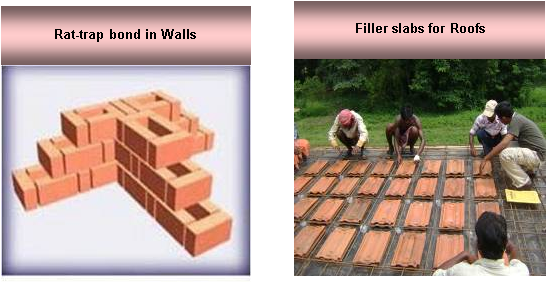 Rat-trap bond in Walls
Filler slabs for Roofs